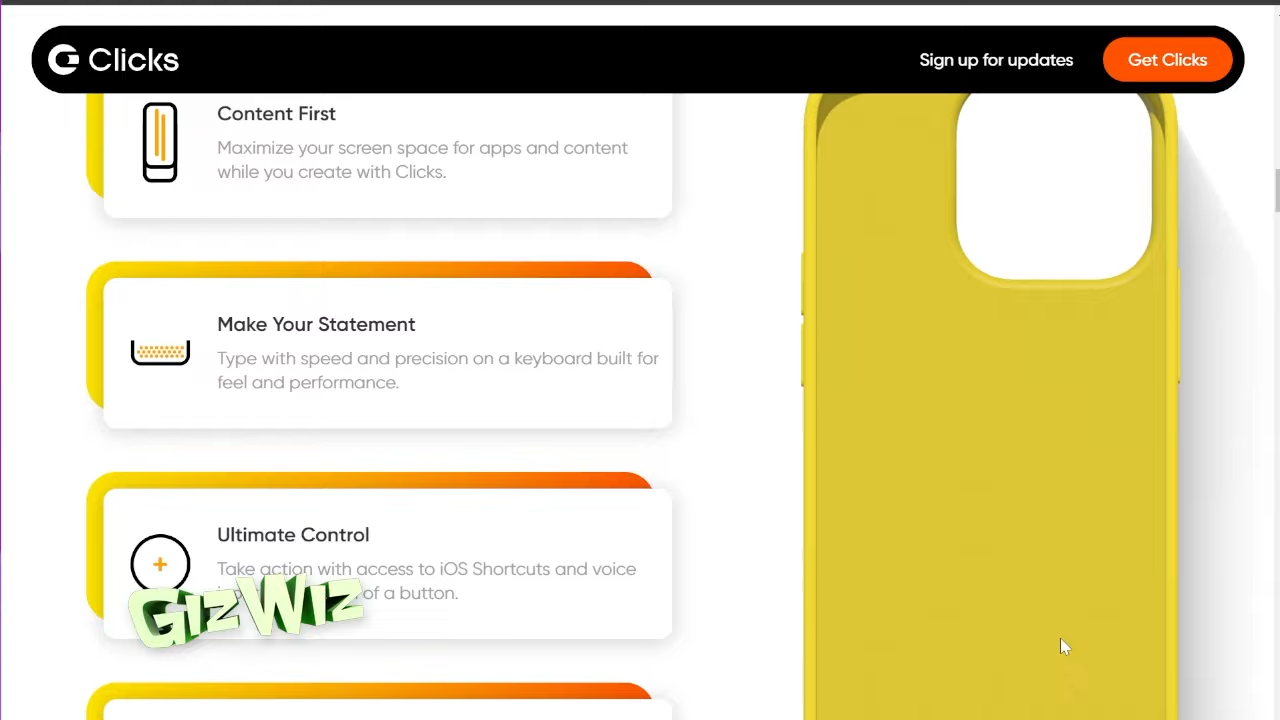 Clicks
Sign up for updates
Get Clicks
Content First
Maximize your screen space for apps and content
while you create with Clicks.
Make Your Statement
Type with speed and precision on a keyboard built for
feel and performance.
Ultimate Control
Take action with access to iOS Shortcuts and voice
of a button.
GizWiz